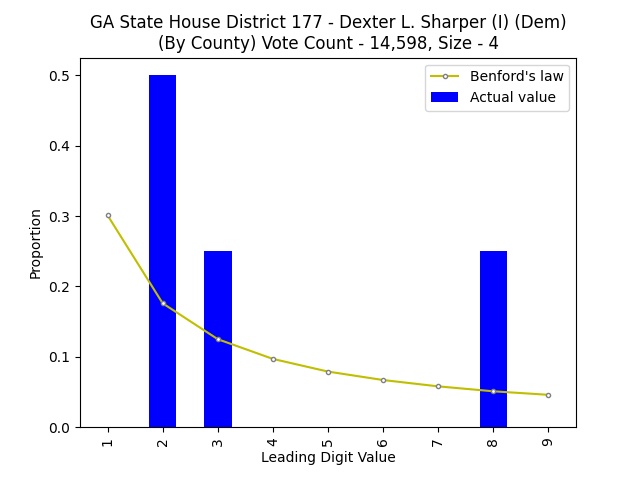 GA State House District 177 - Dexter L. Sharper (I) (Dem)
(By County) Vote Count - 14,598, Size - 4
Benford's law
Actual value
Proportion
0.5
0.4
0.3
0.2
0.1
0.0
1 2 3 4 5 6 7 8 9
Leading Digit Value